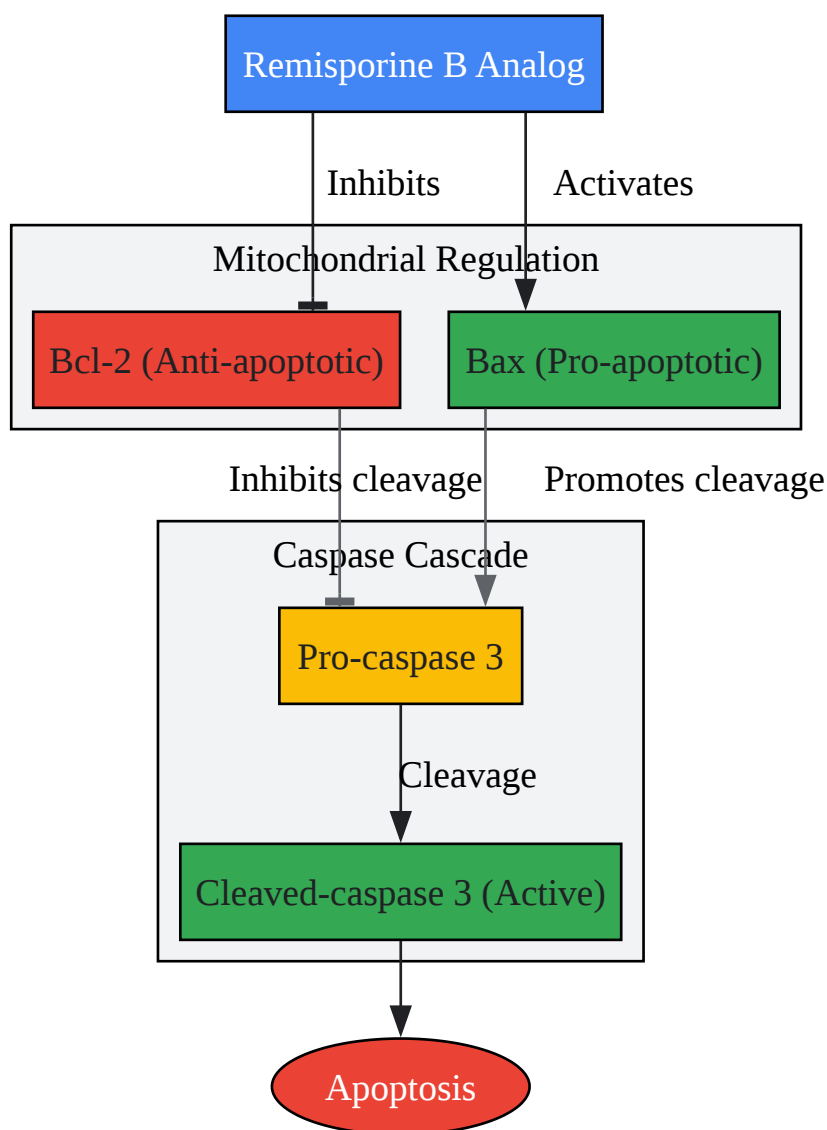 Remisporine B Analog
Inhibits
Activates
Mitochondrial Regulation
Bcl-2 (Anti-apoptotic)
Bax (Pro-apoptotic)
Inhibits cleavage
Promotes cleavage
Caspase Cascade
Pro-caspase 3
Cleavage
Cleaved-caspase 3 (Active)
Apoptosis